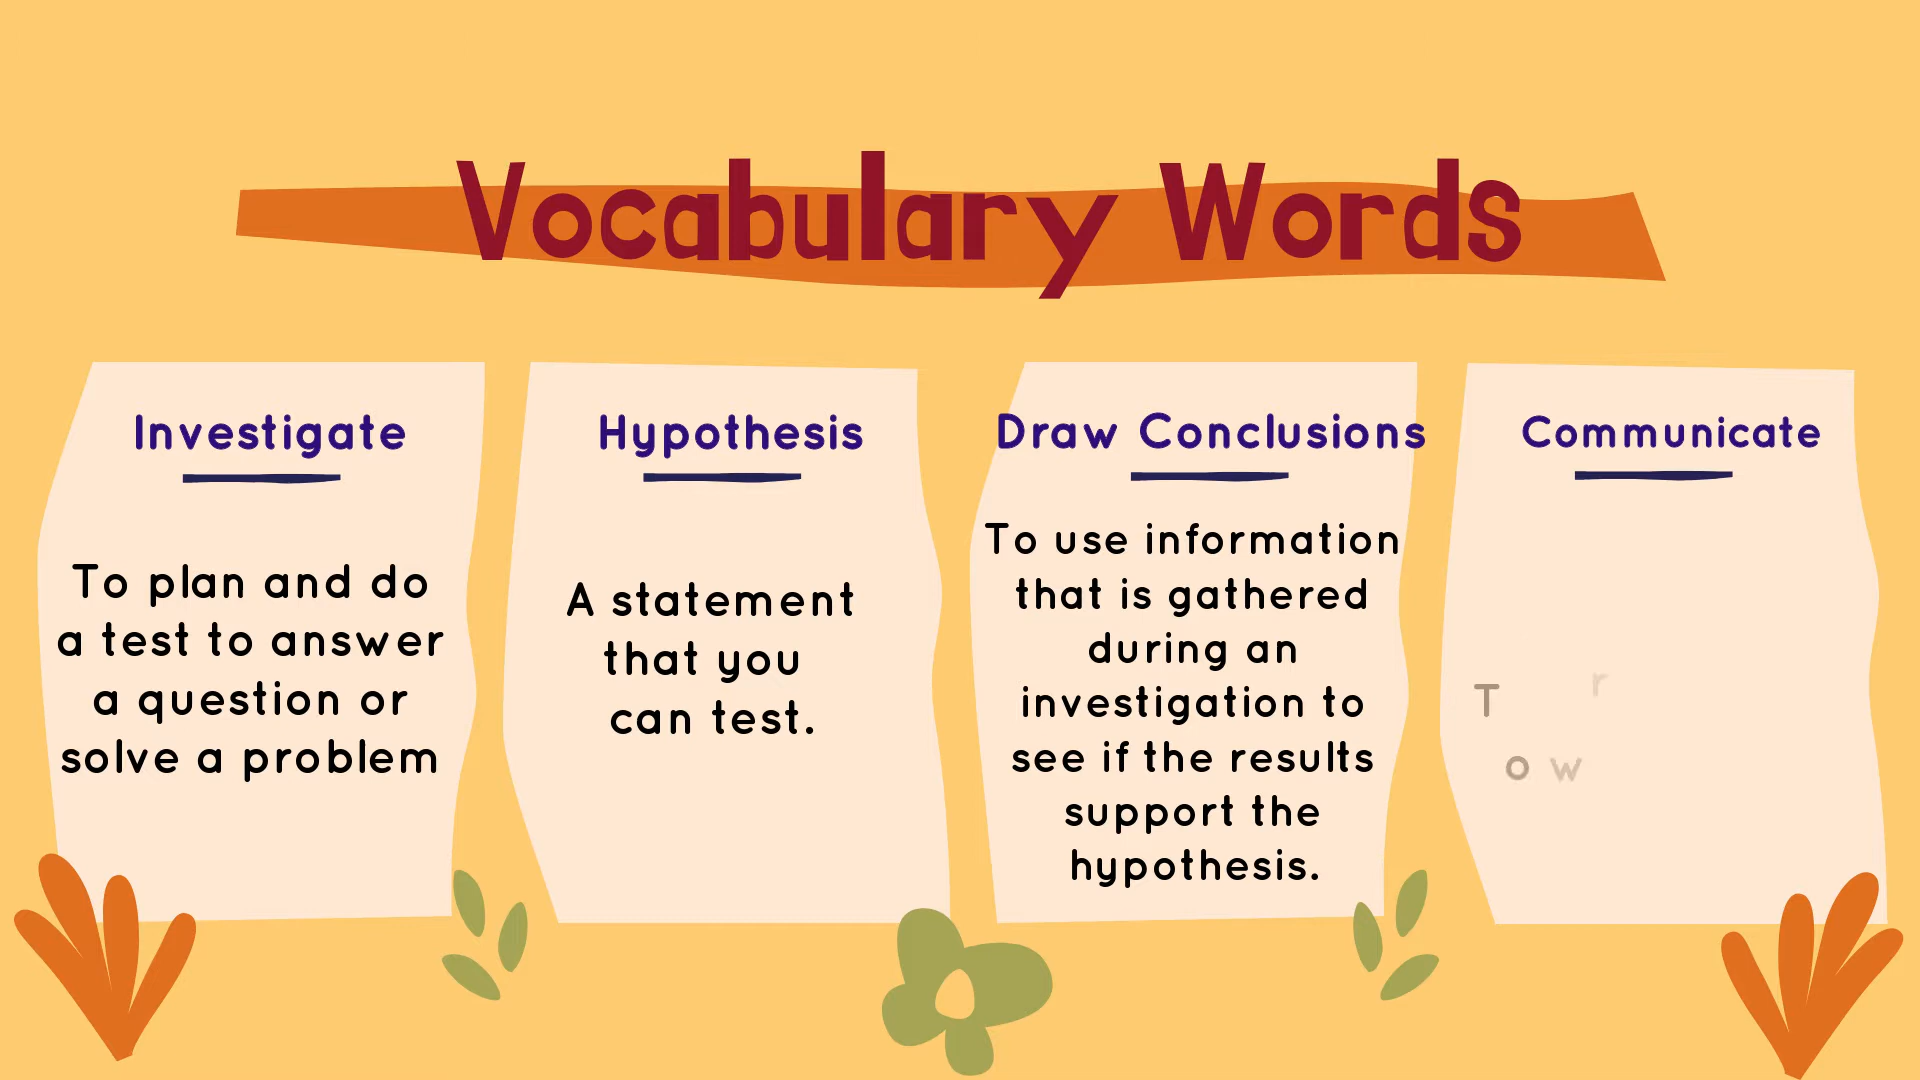 Vocabulary Words
Investigate
To plan and do
a test to answer
a question or
solve a problem
Hypothesis
A statement
that you
can test.
Draw Conclusions
To use information
that is gathered
during an
investigation to
see if the results
support the
hypothesis.
Communicate
T r
o w